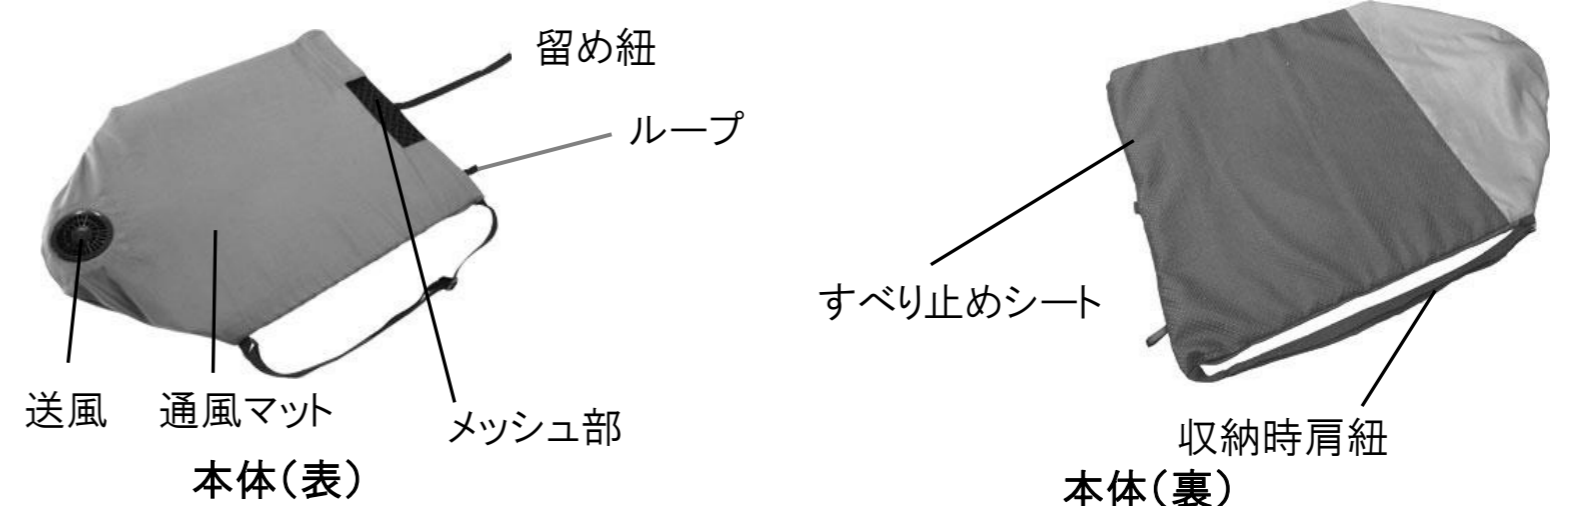 留め紐
ループ
送風
通風マット
メッシュ部
本体(表)
すべり止めシート
収納時肩紐
本体(裏)